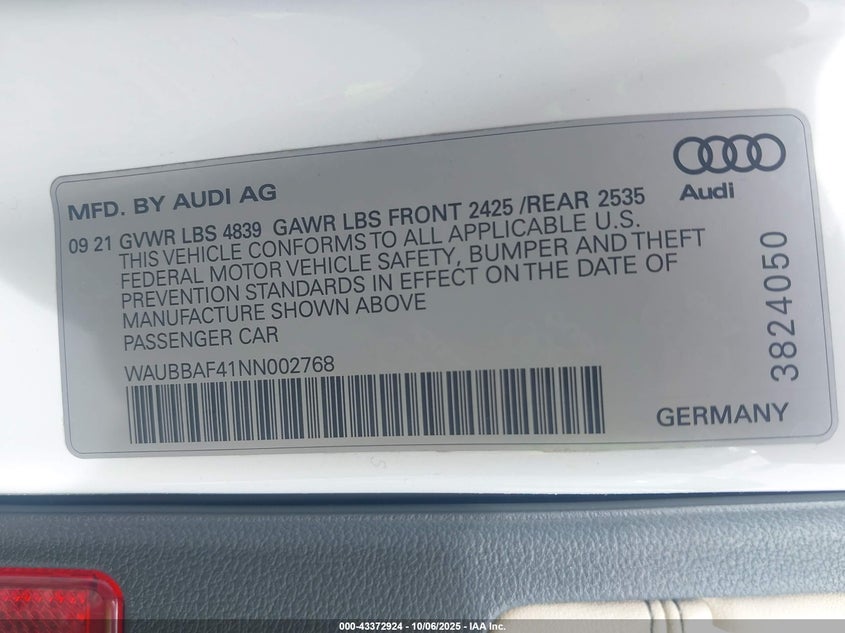 MFD. BY AUDI AG
Audi
09 21 GVWR LBS 4839 GAWR LBS FRONT 2425 /REAR 2535
THIS VEHICLE CONFORMS TO ALL APPLICABLE U.S.
FEDERAL MOTOR VEHICLE SAFETY, BUMPER AND THEFT
PREVENTION STANDARDS IN EFFECT ON THE DATE OF
MANUFACTURE SHOWN ABOVE
PASSENGER CAR
WAUBBAF41NN002768
3824050
GERMANY
000-43372924 - 10/06/2025 - IAA Inc.